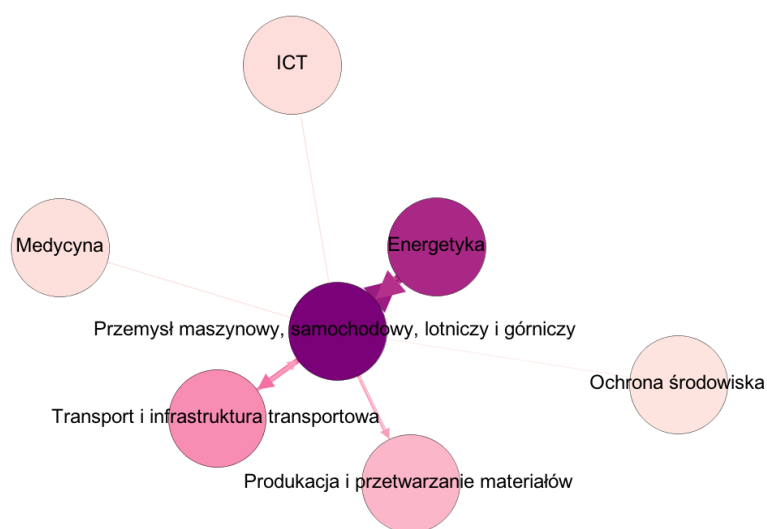 ICT
Medycyna
Energetyka
Przemysł maszynowy, samochodowy, lotniczy i górniczy
Ochrona środowiska
Transport i infrastruktura transportowa
Produkacja i przetwarzanie materiałów